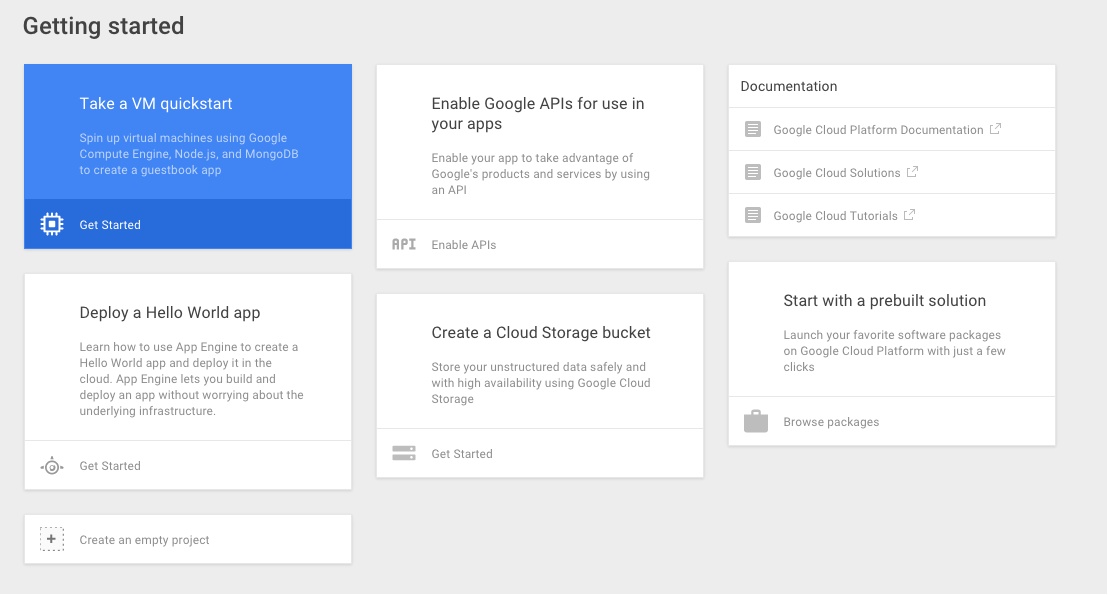 Getting started
Take a VM quickstart
Spin up virtual machines using Google
Compute Engine, Node.js, and MongoDB
to create a guestbook app
Get Started
Deploy a Hello World app
Learn how to use App Engine to create a
Hello World app and deploy it in the
cloud. App Engine lets you build and
deploy an app without worrying about the
underlying infrastructure.
Get Started
Create an empty project
Enable Google APIs for use in
your apps
Enable your app to take advantage of
Google's products and services by using
an API
API
Enable APIs
Create a Cloud Storage bucket
Store your unstructured data safely and
with high availability using Google Cloud
Storage
Get Started
Documentation
Google Cloud Platform Documentation
Google Cloud Solutions
Google Cloud Tutorials
Start with a prebuilt solution
Launch your favorite software packages
on Google Cloud Platform with just a few
clicks
Browse packages